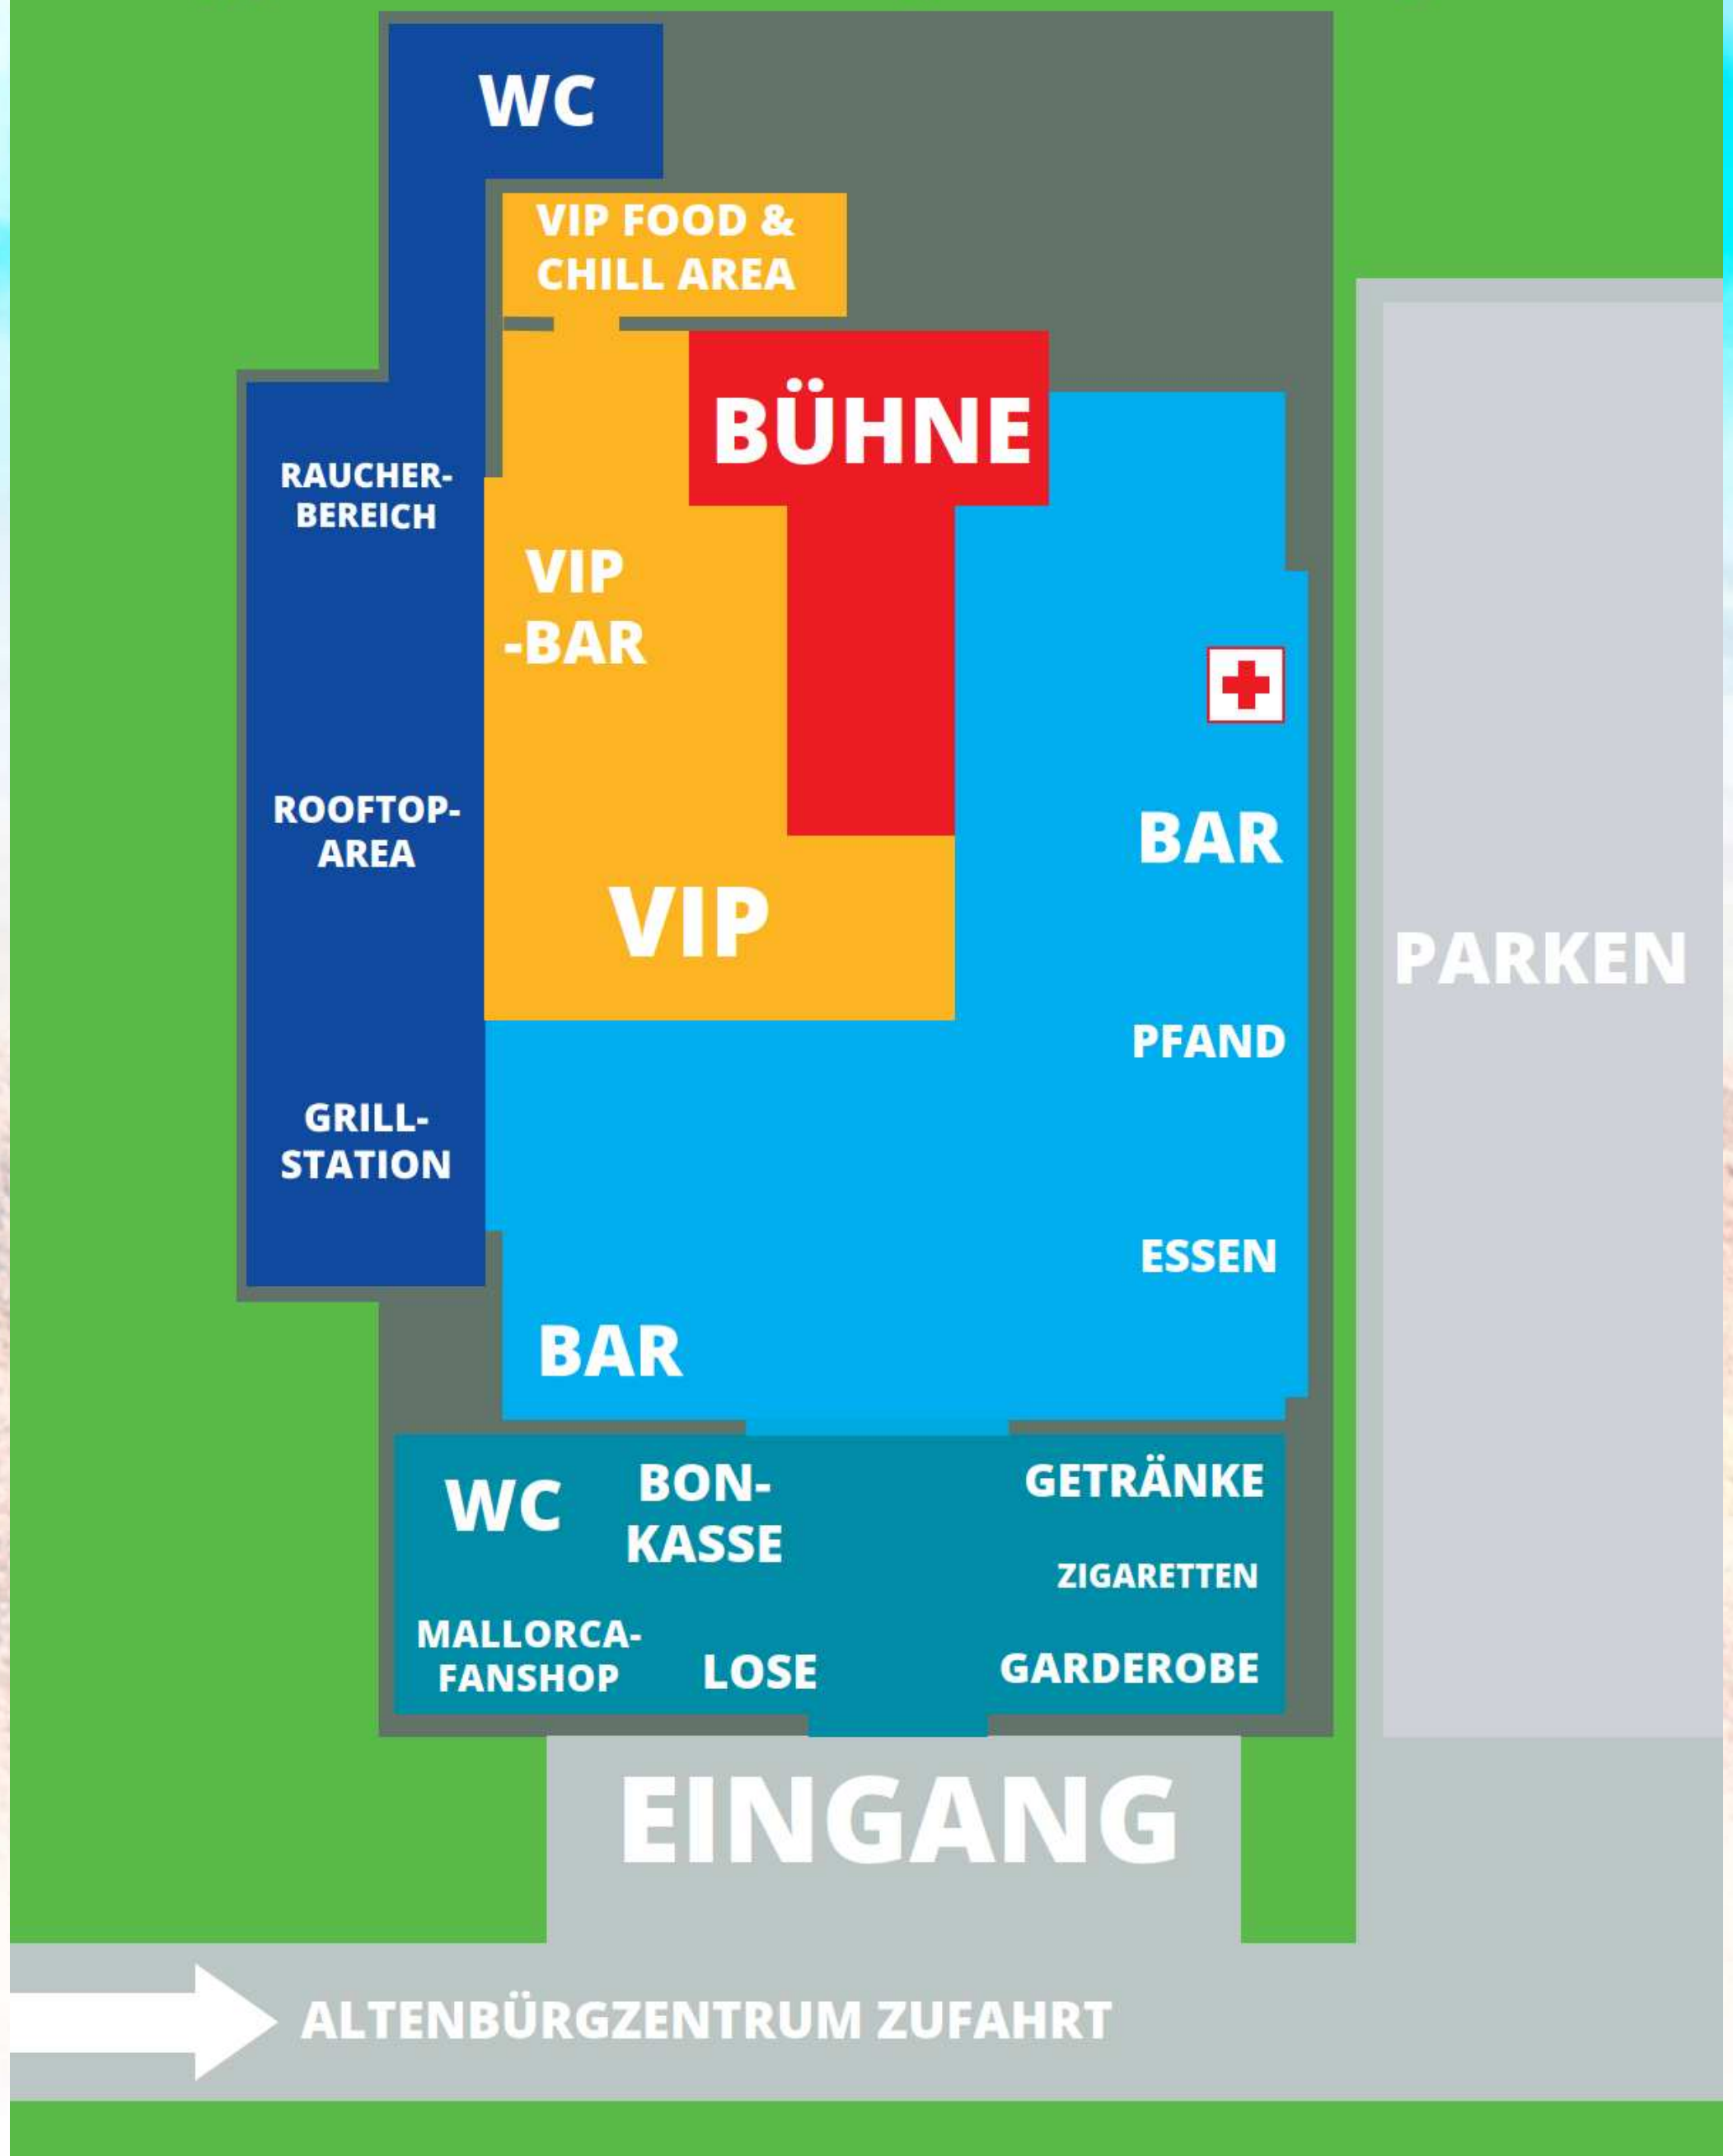 WC
VIP FOOD &
CHILL AREA
BÜHNE
RAUCHER-
BEREICH
VIP
-BAR
ROOFTOP-
AREA
BAR
VIP
PARKEN
PFAND
GRILL-
STATION
ESSEN
BAR
WC
BON-
KASSE
GETRÄNKE
ZIGARETTEN
MALLORCA-
FANSHOP
LOSE
GARDEROBE
EINGANG
ALTENBÜRGZENTRUM ZUFAHRT